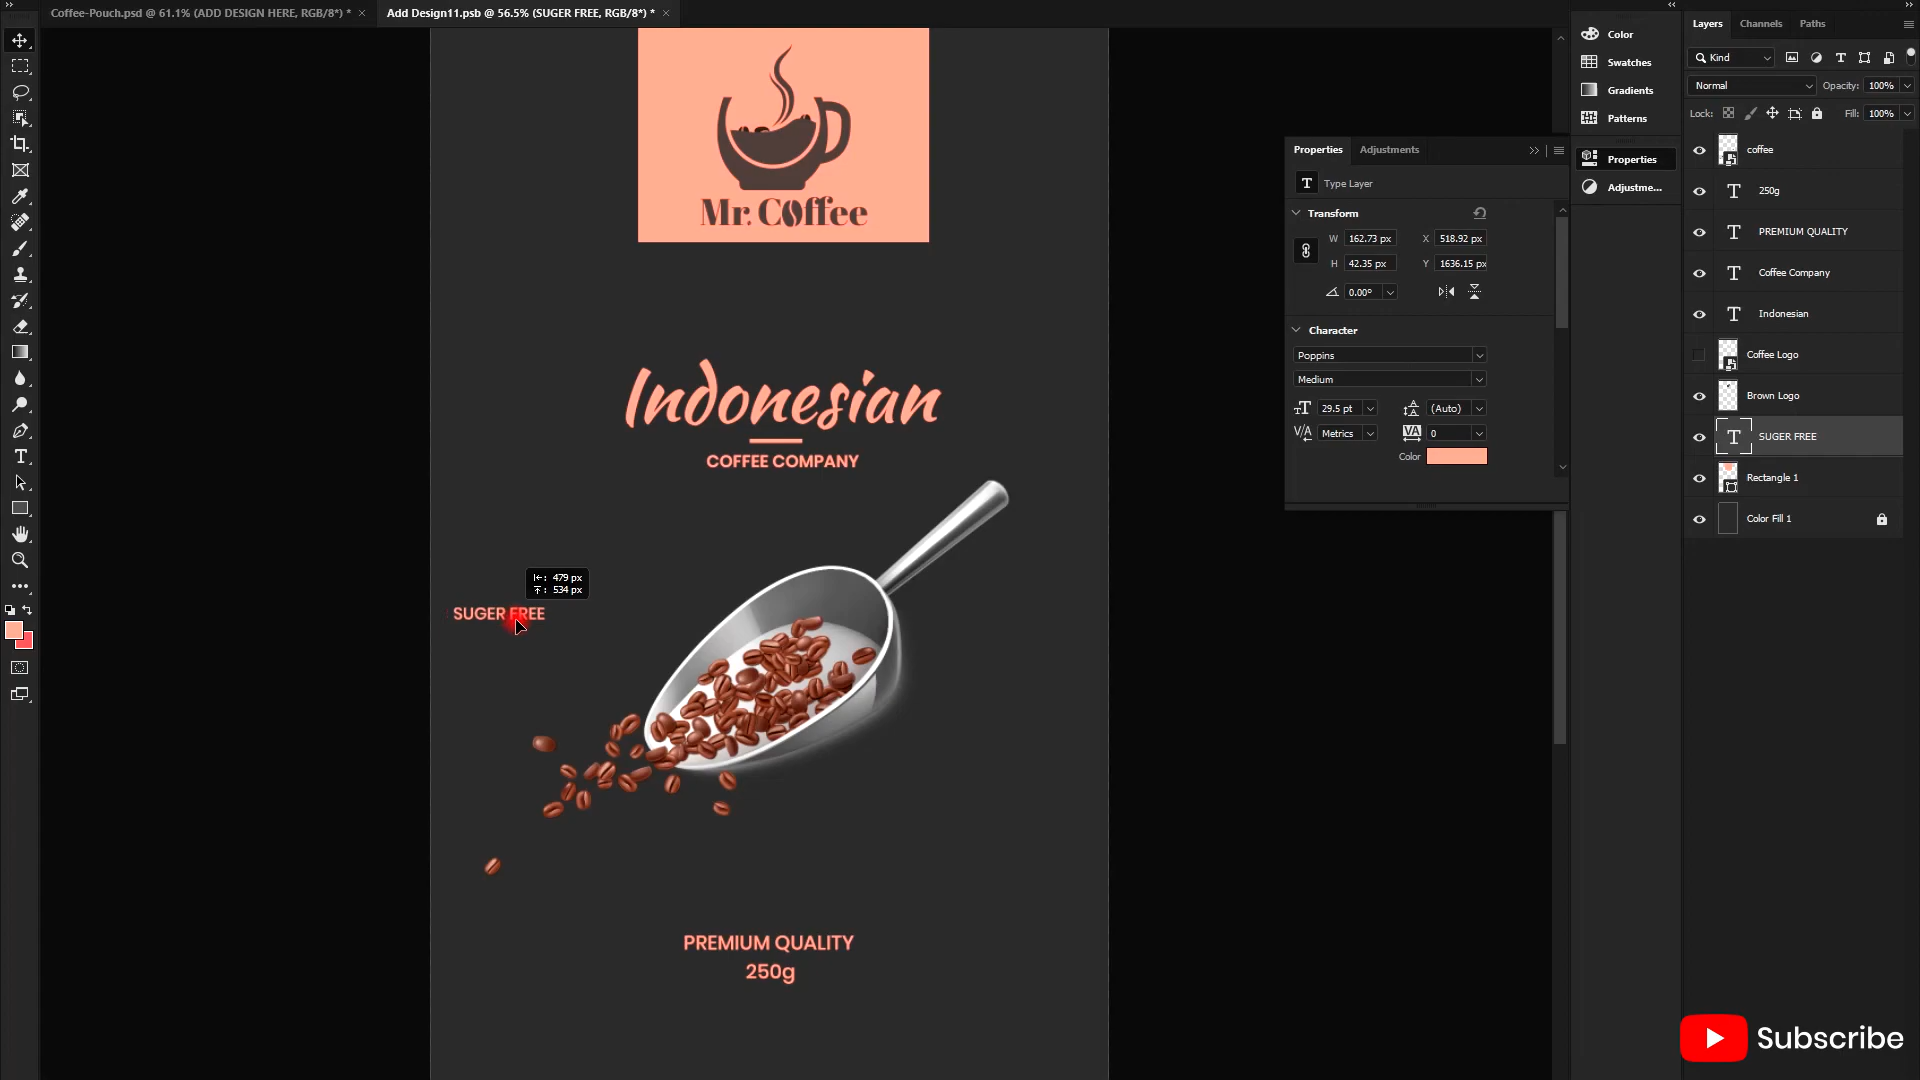 Coffee-Pouch.psd @ 61.1% (ADD DESIGN HERE, RGB/8*) *
Add Design11.psb @ 56.5% (SUGER FREE, RGB/8*) *
Mr. Coffee
Indonesian
COFFEE COMPANY
479 px
534 px
SUGER FREE
PREMIUM QUALITY
250g
Properties
Adjustments
Type Layer
Transform
W 162.73 px X 518.92 px
H 42.35 px Y 1636.15 px
0.00°
Character
Poppins
Medium
29.5 pt (Auto)
Metrics 0
Color
Color
Swatches
Gradients
Patterns
Properties
Adjustme...
Layers Channels Paths
Kind
Normal Opacity: 100%
Lock: Fill: 100%
coffee
250g
PREMIUM QUALITY
Coffee Company
Indonesian
Coffee Logo
Brown Logo
SUGER FREE
Rectangle 1
Color Fill 1
Subscribe